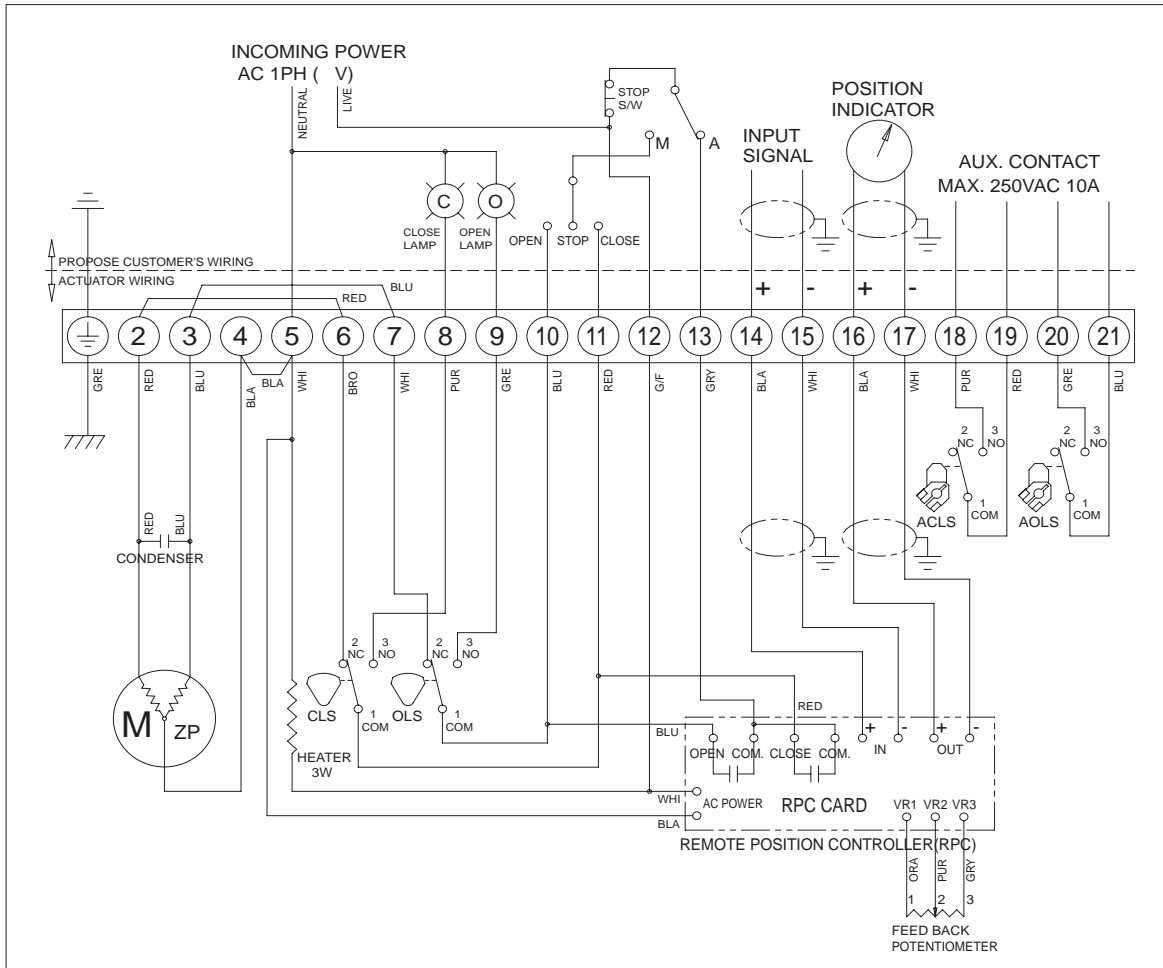 INCOMING POWER
AC 1PH (   V)
NEUTRAL
LIVE
STOP
S/W
M
A
INPUT
SIGNAL
POSITION
INDICATOR
AUX. CONTACT
MAX. 250VAC 10A
C
O
CLOSE
LAMP
OPEN
LAMP
OPEN
STOP
CLOSE
PROPOSE CUSTOMER'S WIRING
ACTUATOR WIRING
BLU
RED
+
-
+
-
2
3
4
5
6
7
8
9
10
11
12
13
14
15
16
17
18
19
20
21
GRE
RED
BLU
BLA
BLA
WHI
BRO
WHI
PUR
GRE
BLU
RED
G/F
GRY
BLA
WHI
BLA
WHI
PUR
RED
GRE
BLU
2
NC
3
NO
1
COM
ACLS
2
NC
3
NO
1
COM
AOLS
RED
BLU
CONDENSER
M
ZP
HEATER
3W
2
NC
3
NO
1
COM
CLS
2
NC
3
NO
1
COM
OLS
RED
BLU
OPEN
COM.
CLOSE
COM.
+
-
IN
+
-
OUT
WHI
AC POWER
BLA
RPC CARD
VR1
VR2
VR3
REMOTE POSITION CONTROLLER(RPC)
ORA
PUR
GRY
1
2
3
FEED BACK
POTENTIOMETER